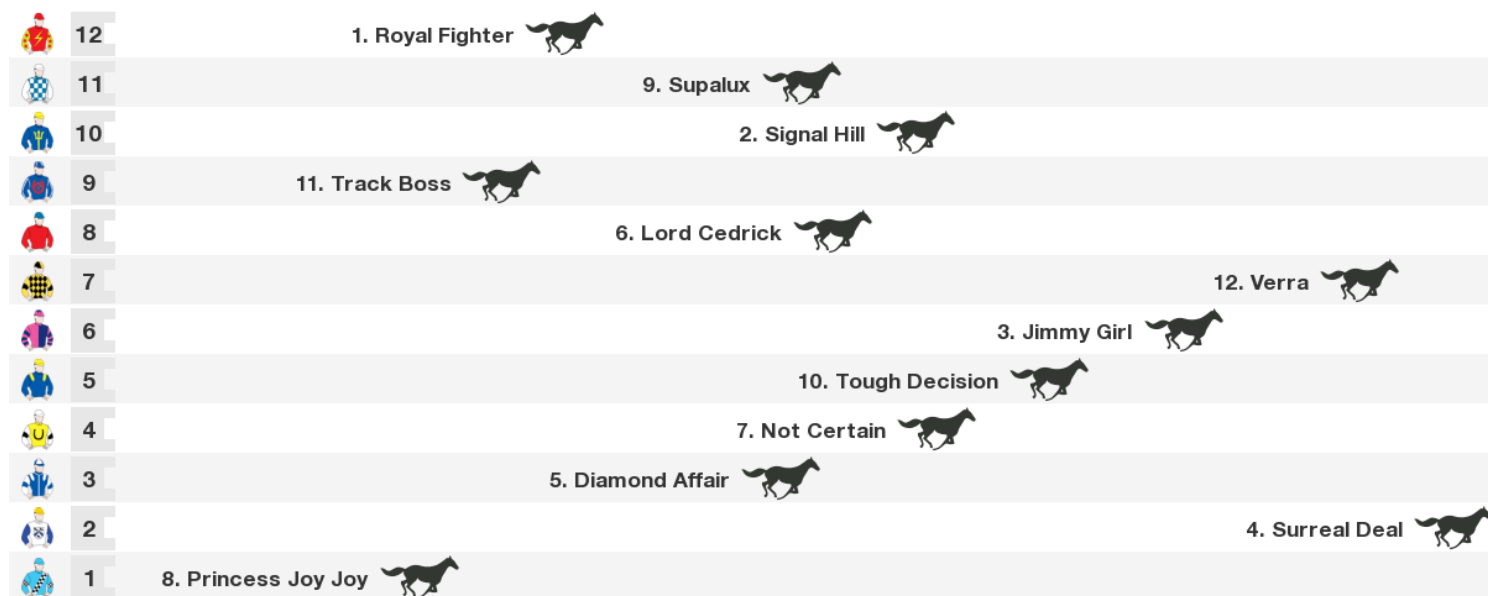 12 1. Royal Fighter
11 9. Supalux
10 2. Signal Hill
9 11. Track Boss
8 6. Lord Cedrick
7 12. Verra
6 3. Jimmy Girl
5 10. Tough Decision
4 7. Not Certain
3 5. Diamond Affair
2 4. Surreal Deal
1 8. Princess Joy Joy